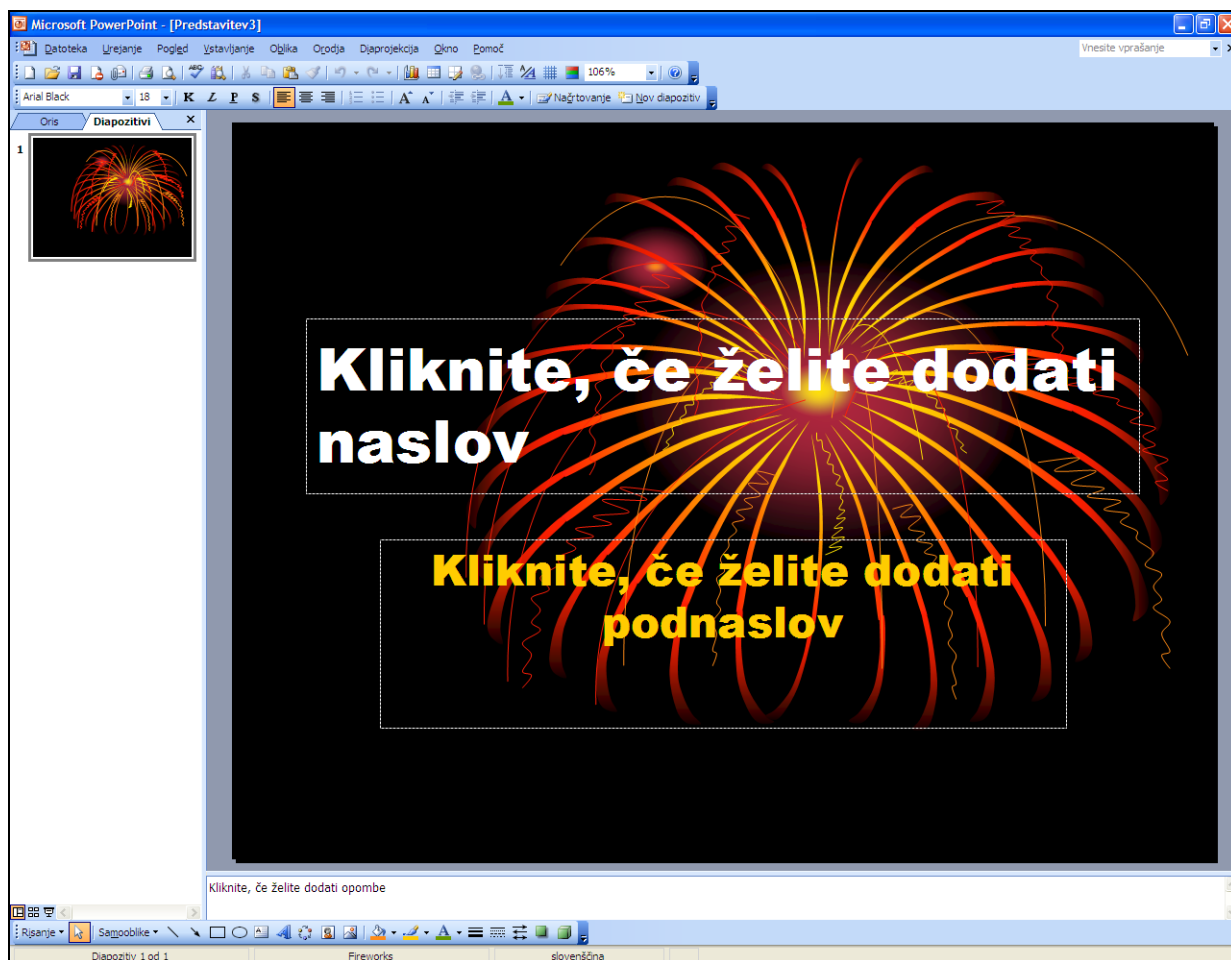 Microsoft PowerPoint - [Predstavitev3]
Datoteka Urejanje Pogled Vstavljanje Oblika Orodja Diaprojekcija Okno Pomoč Vnesite vprašanje
106%
Arial Black 18 K L P S Načrtovanje Nov diapozitiv
Oris Diapozitivi
1
Kliknite, če želite dodati
naslov
Kliknite, če želite dodati
podnaslov
Kliknite, če želite dodati opombe
Risanje Samooblike
Diapozitiv 1 od 1 Fireworks slovenščina